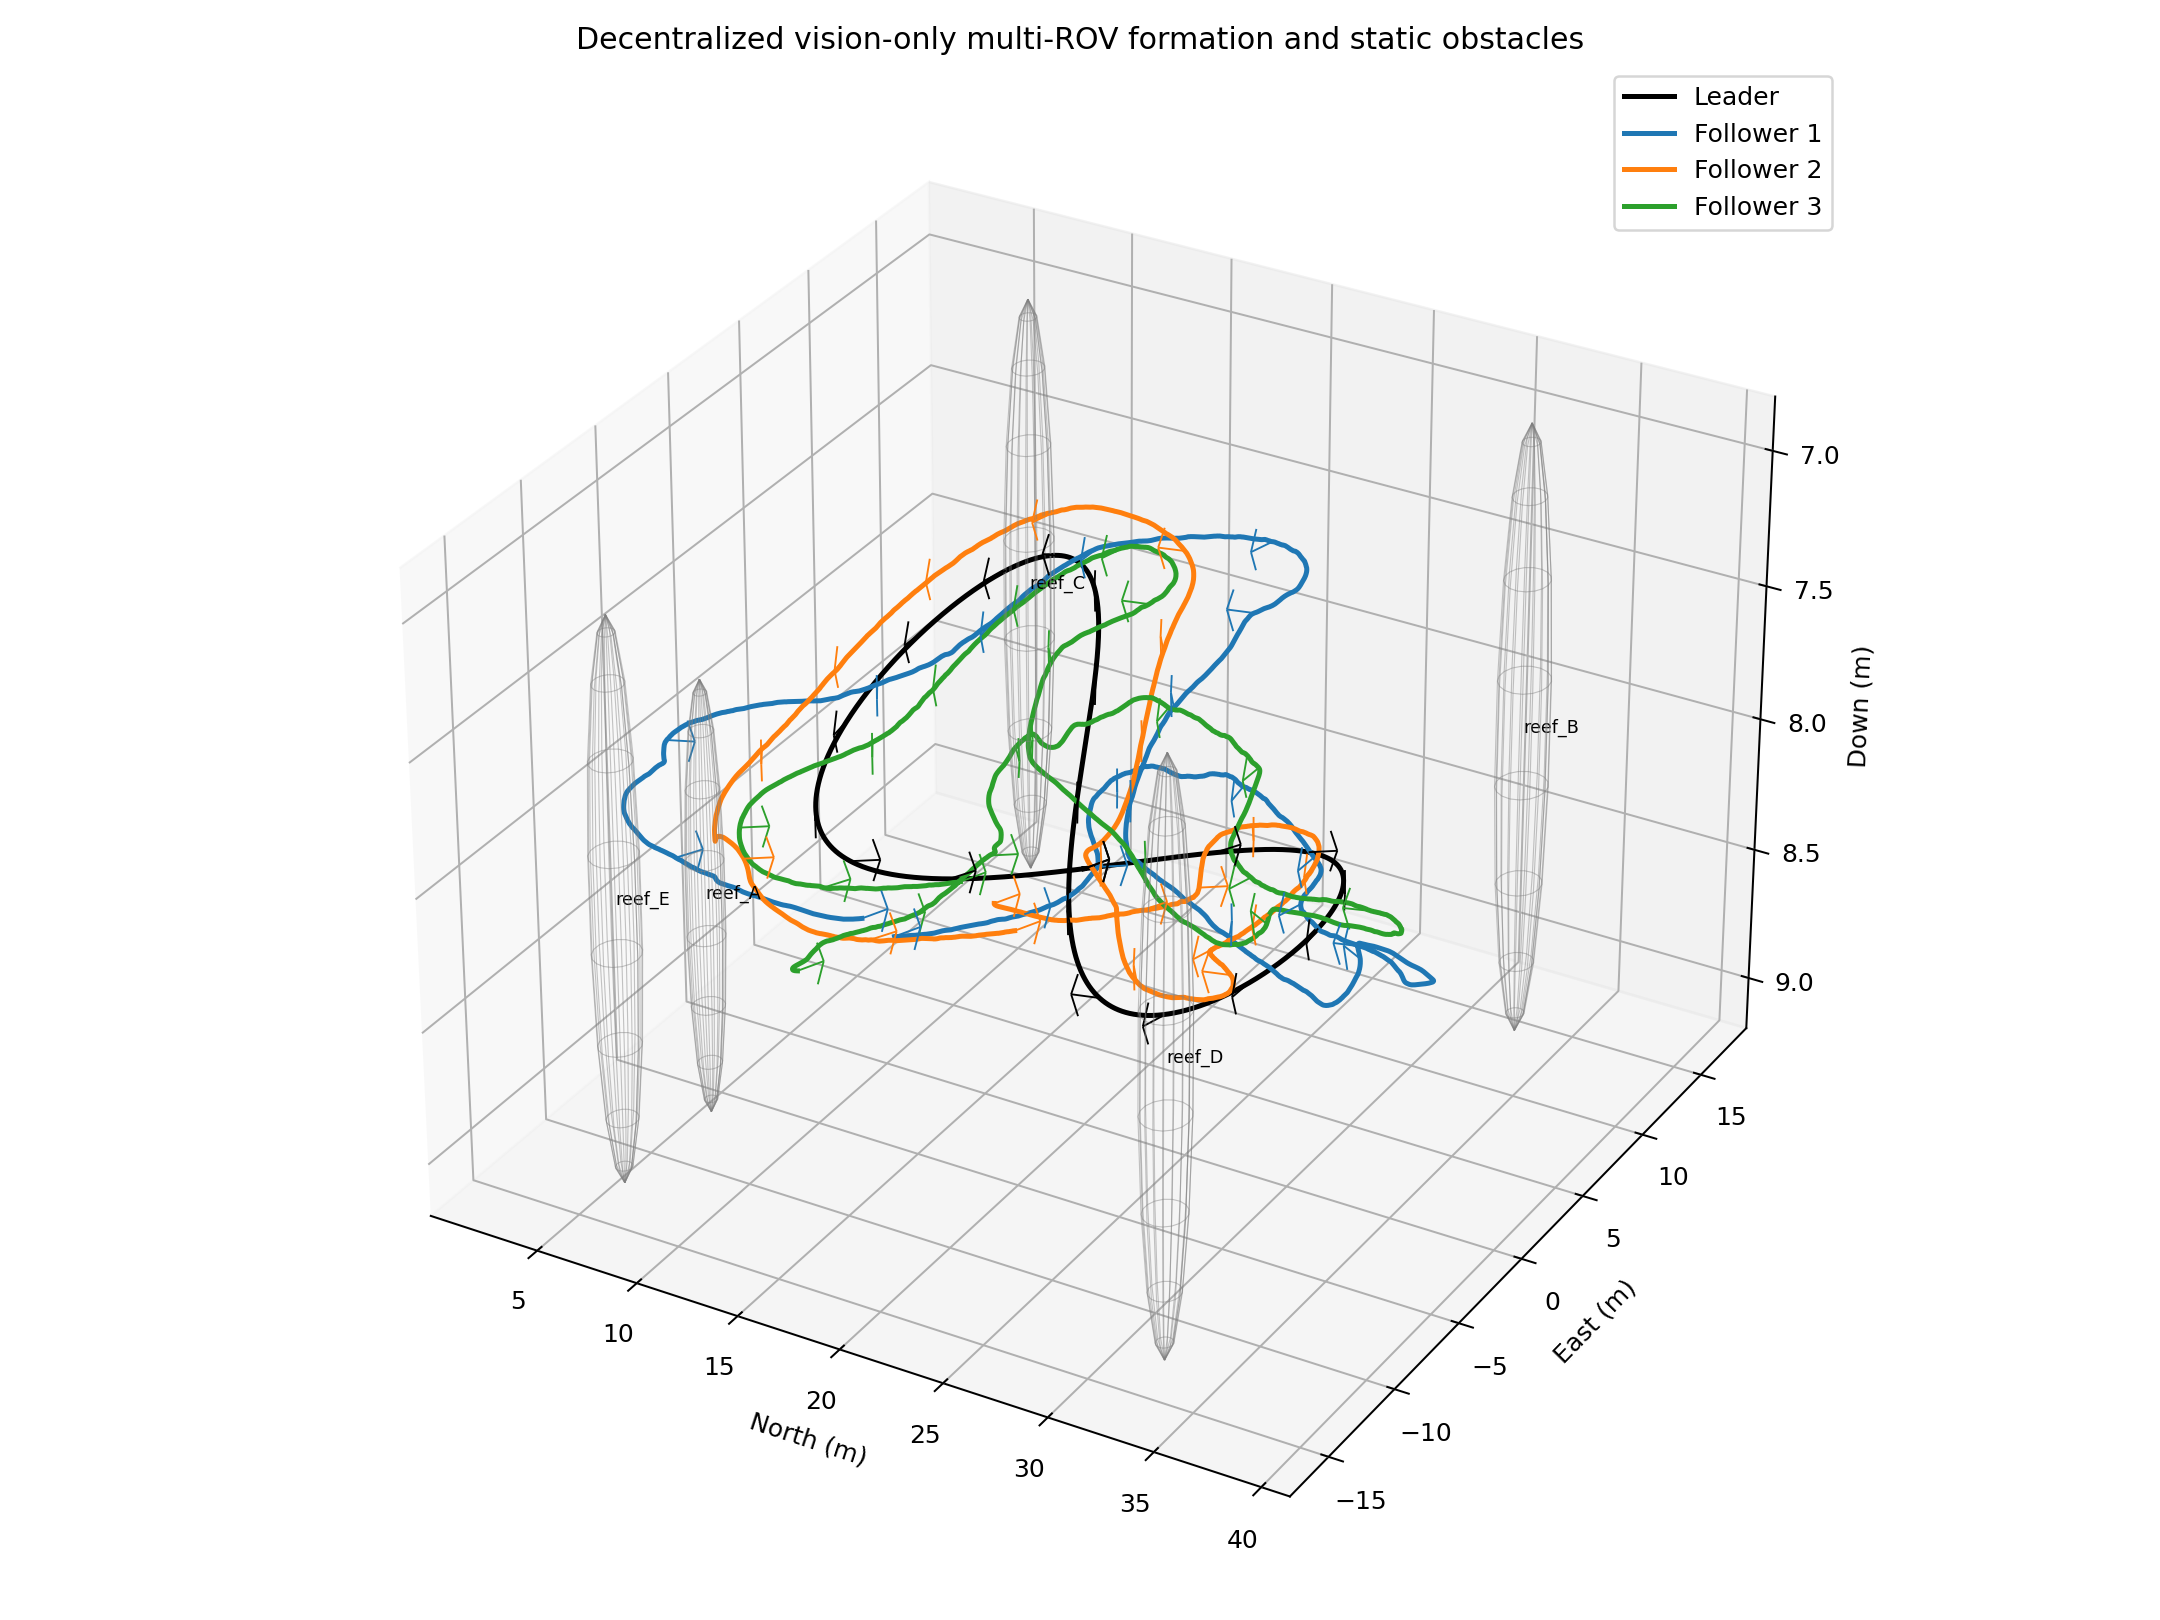 Decentralized vision-only multi-ROV formation and static obstacles
Leader
Follower 1
Follower 2
Follower 3
reef_C
reef_B
reef_E
reef_A
reef_D
7.0
7.5
8.0
8.5
9.0
Down (m)
15
10
5
0
−5
−10
−15
East (m)
5
10
15
20
25
30
35
40
North (m)